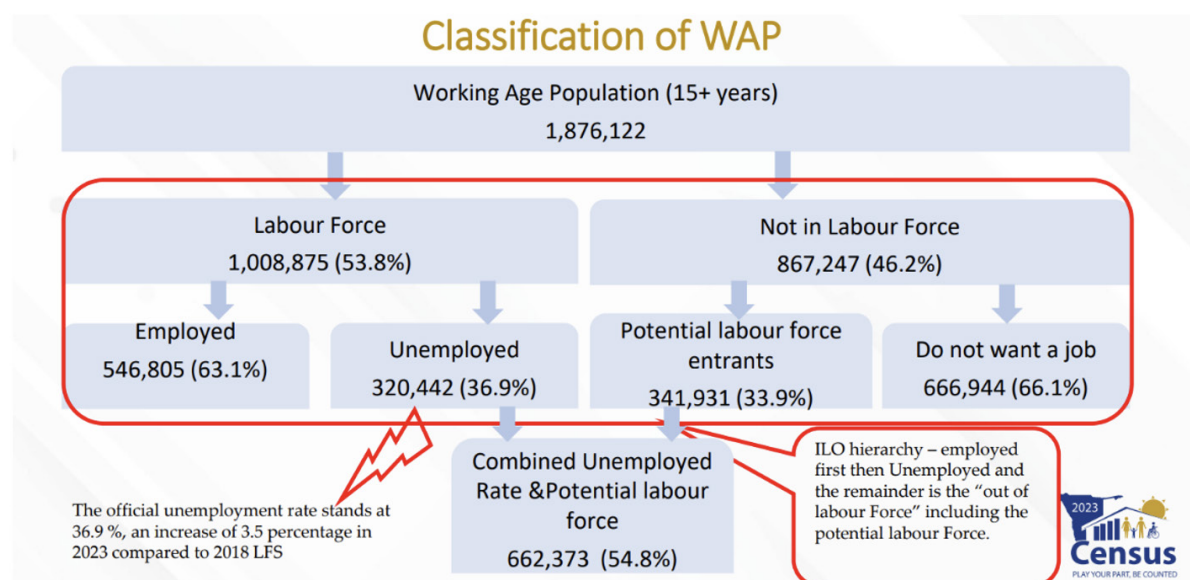 Classification of WAP
Working Age Population (15+ years)
1,876,122
Labour Force
1,008,875 (53.8%)
Not in Labour Force
867,247 (46.2%)
Employed
546,805 (63.1%)
Unemployed
320,442 (36.9%)
Potential labour force
entrants
341,931 (33.9%)
Do not want a job
666,944 (66.1%)
Combined Unemployed
Rate &Potential labour
force
662,373 (54.8%)
The official unemployment rate stands at
36.9 %, an increase of 3.5 percentage in
2023 compared to 2018 LFS
ILO hierarchy – employed
first then Unemployed and
the remainder is the “out of
labour Force” including the
potential labour Force.
2023
Census
PLAY YOUR PART, BE COUNTED